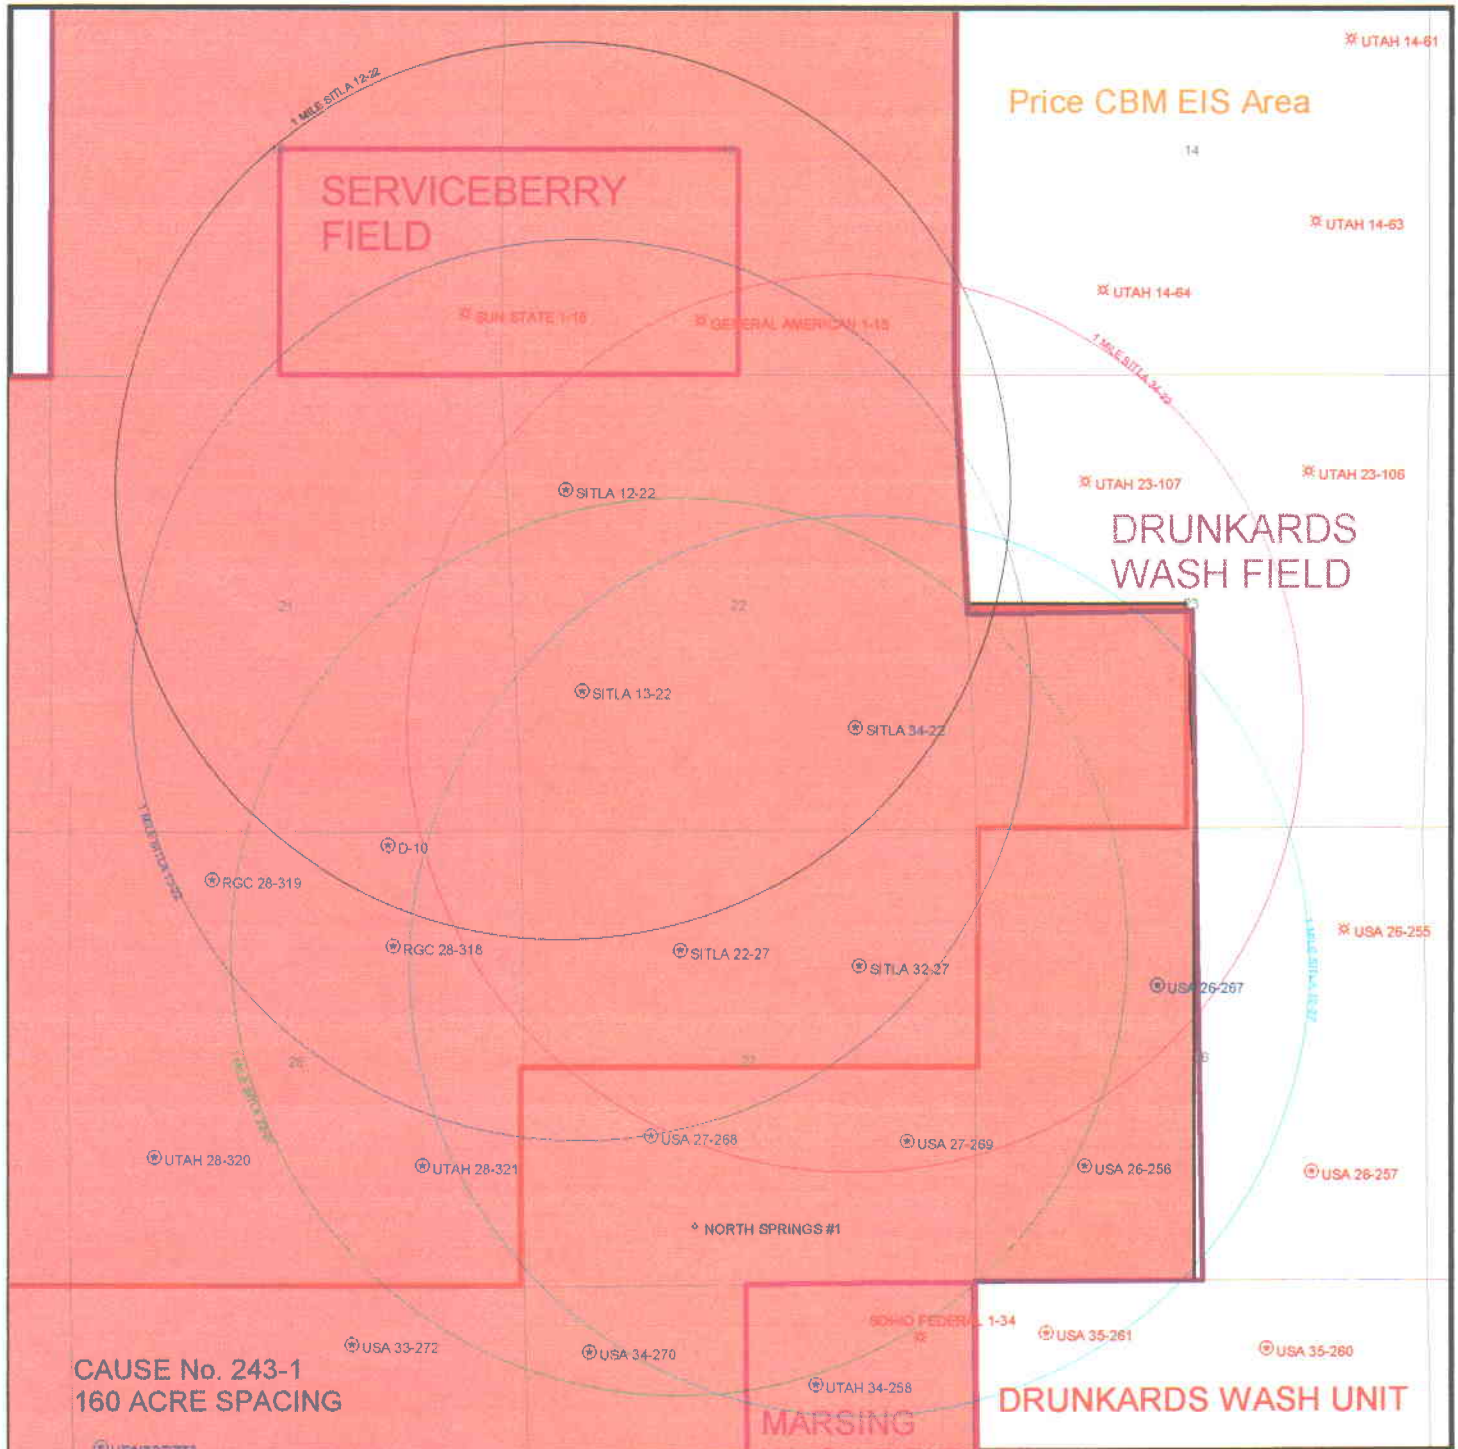 UTAH 14-61
1 MILE SITLA 12-22
Price CBM EIS Area
14
SERVICEBERRY
FIELD
UTAH 14-63
UTAH 14-64
SUN STATE 1-16
GENERAL AMERICAN 1-15
1 MILE SITLA 34-22
SITLA 12-22
UTAH 23-107
UTAH 23-106
DRUNKARDS
WASH FIELD
21
22
23
SITLA 13-22
SITLA 34-22
1 MILE SITLA 13-22
D-10
RGC 28-319
RGC 28-318
SITLA 22-27
SITLA 32-27
USA 26-255
USA 26-267
28
27
USA 27-268
USA 27-269
UTAH 28-320
UTAH 28-321
USA 26-256
USA 26-257
NORTH SPRINGS #1
SOHIO FEDERAL 1-34
USA 33-272
USA 34-270
USA 35-261
USA 35-260
CAUSE No. 243-1
160 ACRE SPACING
UTAH 34-258
DRUNKARDS WASH UNIT
MARSING